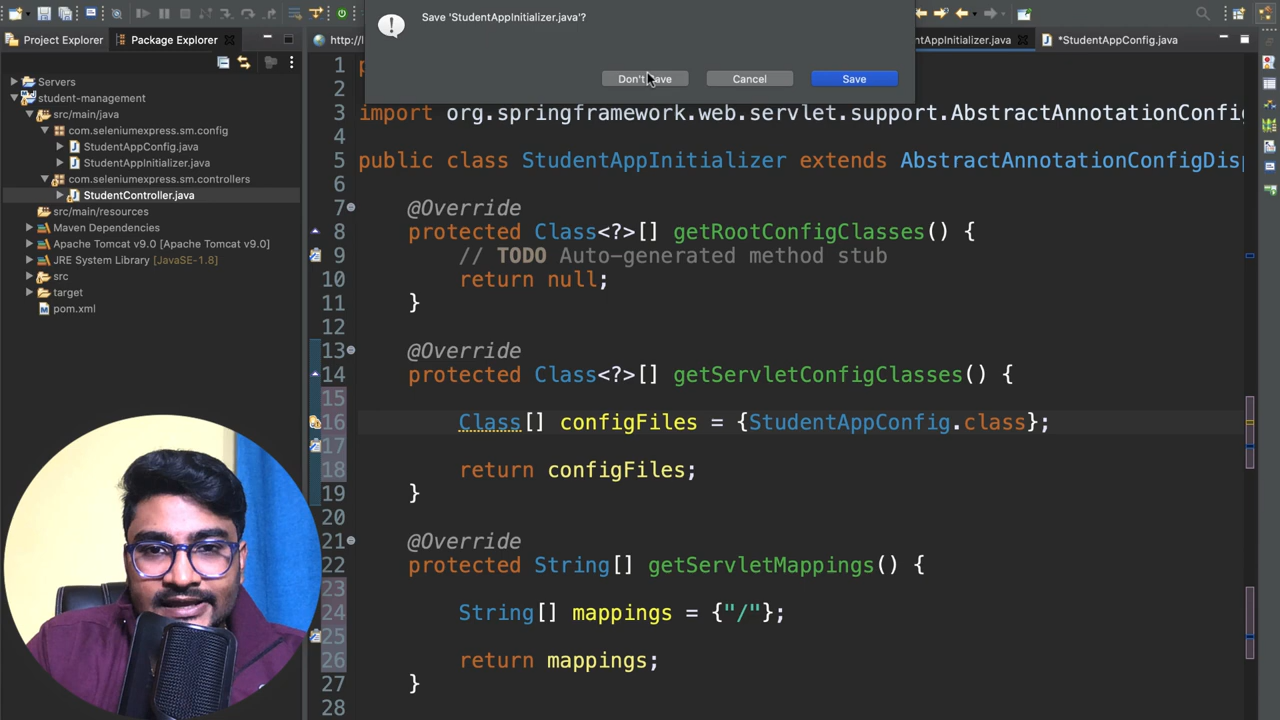 Save 'StudentAppInitializer.java'?
Cancel
Save
Project Explorer
Package Explorer
http://
*StudentAppConfig.java
Servers
student-management
src/main/java
com.seleniumexpress.sm.config
StudentAppConfig.java
StudentAppInitializer.java
com.seleniumexpress.sm.controllers
StudentController.java
src/main/resources
Maven Dependencies
Apache Tomcat v9.0 [Apache Tomcat v9.0]
JRE System Library [JavaSE-1.8]
src
target
pom.xml
1
2
3 import org.springframework.web.servlet.support.AbstractAnnotationConfig
4
5 public class StudentAppInitializer extends AbstractAnnotationConfigDisp
6
7 @Override
8 protected Class<?>[] getRootConfigClasses() {
9 // TODO Auto-generated method stub
10 return null;
11 }
12
13 @Override
14 protected Class<?>[] getServletConfigClasses() {
15
16 Class[] configFiles = {StudentAppConfig.class};
17
18 return configFiles;
19 }
20
21 @Override
22 protected String[] getServletMappings() {
23
24 String[] mappings = {"/"};
25
26 return mappings;
27 }
28